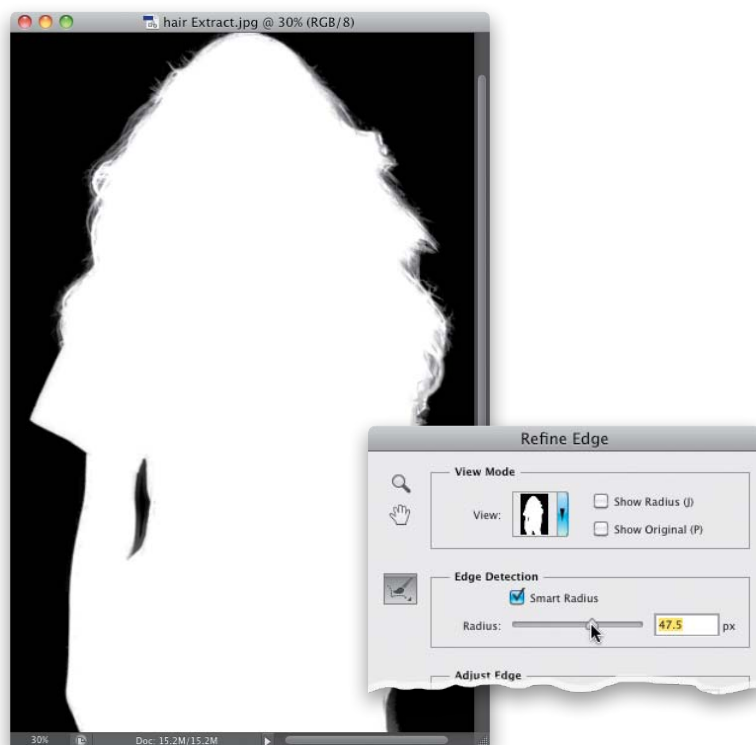 hair Extract.jpg @ 30% (RGB/8)
Refine Edge
View Mode
View:
Show Radius (J)
Show Original (P)
Edge Detection
Smart Radius
Radius:
47.5
px
Adjust Edge
30%
Doc: 15.2M/15.2M